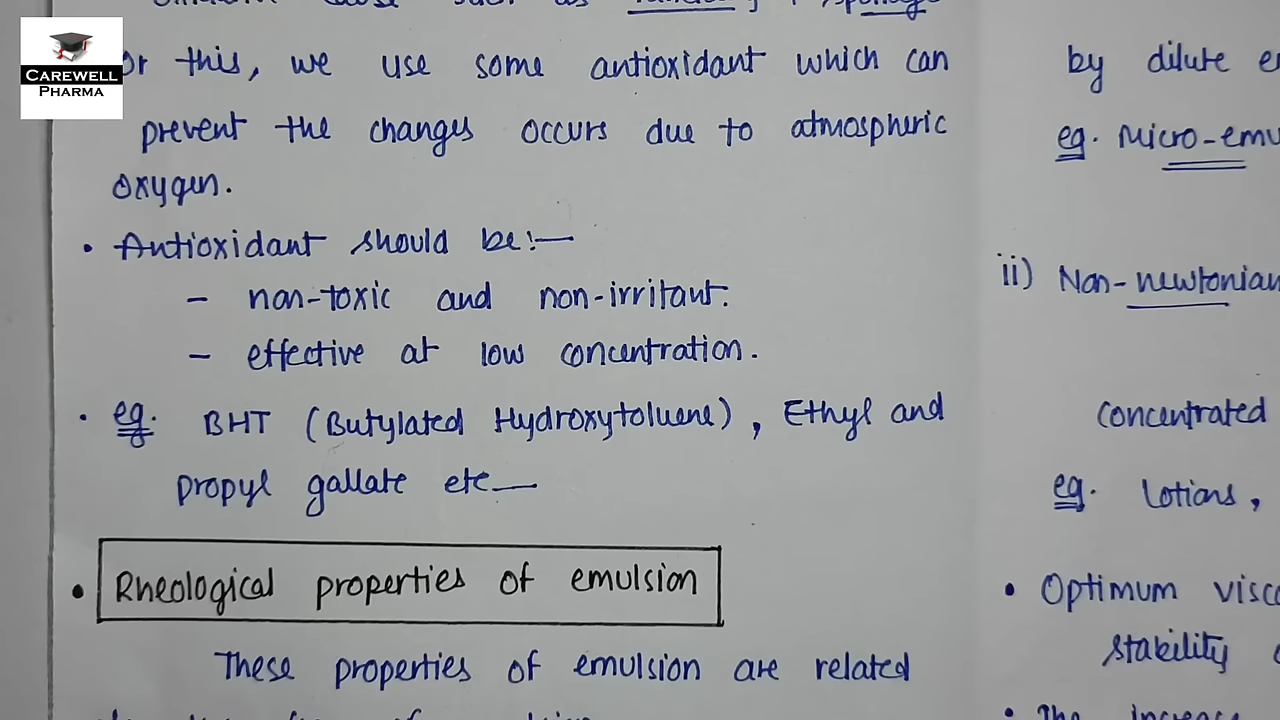 CAREWELL
PHARMA
or this, we use some antioxidant which can
prevent the changes occurs due to atmospheric
oxygen.
• Antioxidant should be:—
– non-toxic and non-irritant.
– effective at low concentration.
• eg. BHT (Butylated Hydroxytoluene), Ethyl and
propyl gallate etc—
• Rheological properties of emulsion
These properties of emulsion are related
by dilute
eg. Micro-emu
ii) Non-newtonian
concentrated
eg. Lotions,
• Optimum visc
stability
• The increase